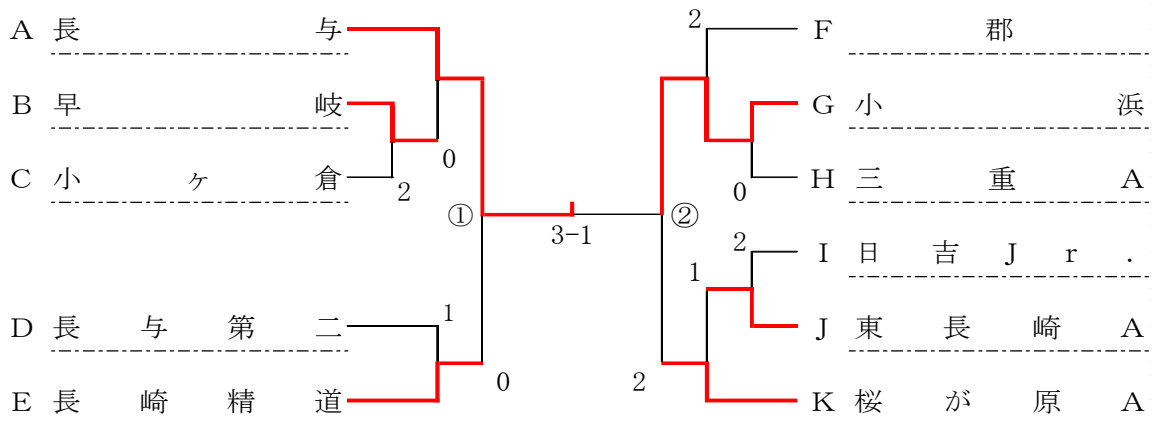 A 長与
B 早岐
C 小ヶ倉
D 長与第二
E 長崎精道
0
2
①
1
0
3-1
2
F 郡
G 小浜
H 三重A
0
②
I 日吉Jr.
2
J 東長崎A
1
K 桜が原A
2